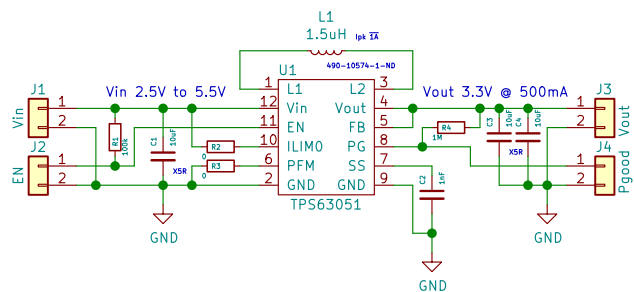 L1
1.5uH Ipk 1A
490-10574-1-ND
U1
J1
Vin 2.5V to 5.5V
1 L1 L2 3
Vout 3.3V @ 500mA
J3
Vin
1
2
12 Vin Vout 4
1
2
Vout
R1
100k
C1
10uF
X5R
11 EN FB 5
R4
1M
C3
10uF
C4
10uF
X5R
J2
EN
1
2
R2
0
10 ILIM0 PG 8
J4
Pgood
1
2
R3
0
6 PFM SS 7
2 GND GND 9
C2
1nF
TPS63051
GND
GND
GND